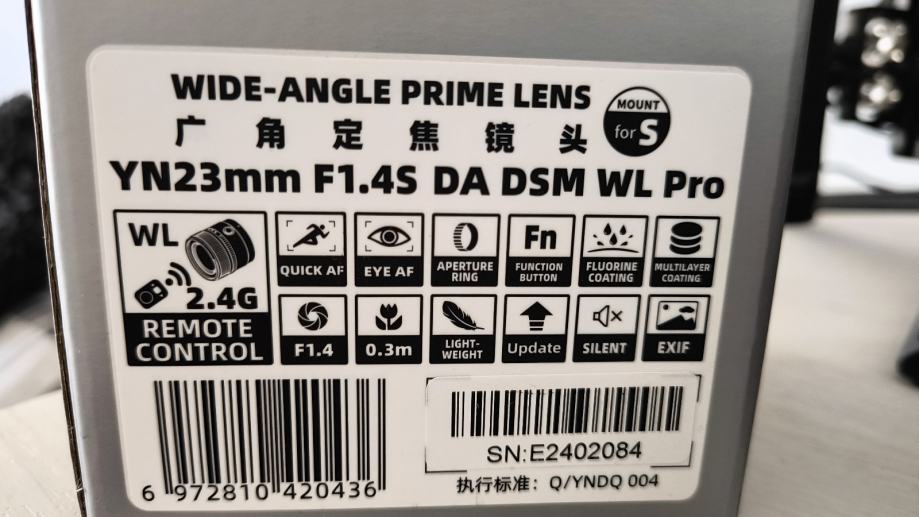 WIDE-ANGLE PRIME LENS
MOUNT
for S
广角定焦镜头
YN23mm F1.4S DA DSM WL Pro
WL
2.4G
REMOTE
CONTROL
QUICK AF
EYE AF
APERTURE
RING
Fn
FUNCTION
BUTTON
FLUORINE
COATING
MULTILAYER
COATING
F1.4
0.3m
LIGHT-
WEIGHT
Update
SILENT
EXIF
6 972810 420436
SN:E2402084
执行标准：Q/YNDQ 004